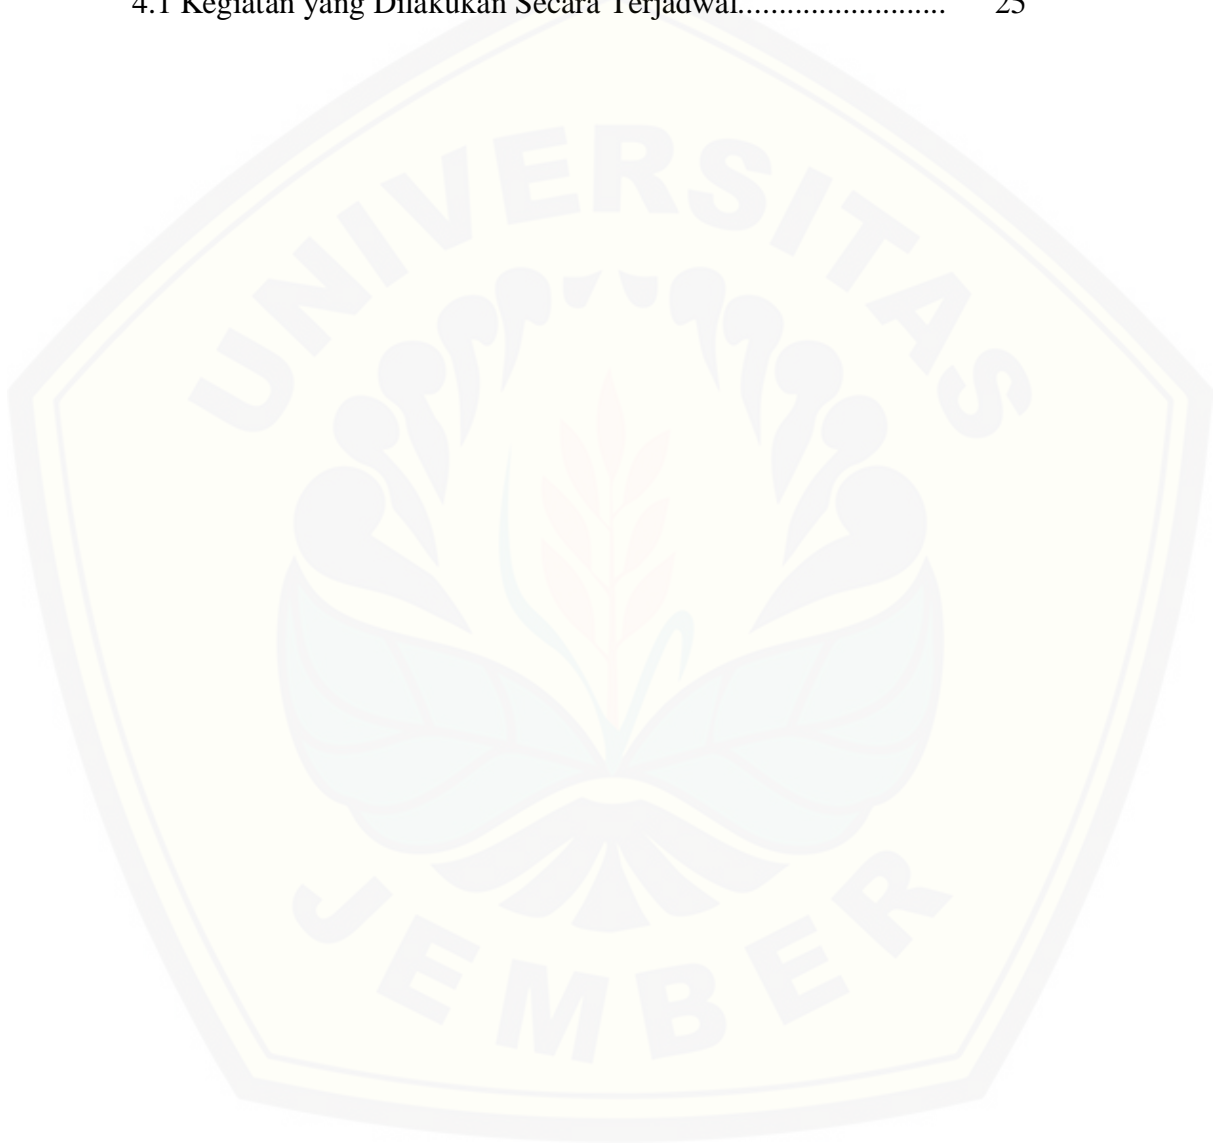 4.1 Kegiatan yang Dilakukan Secara Terjadwal......................... 25
UNIVERSITAS
JEMBER